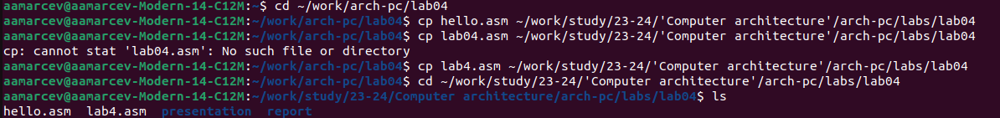 aamarcev@aamarcev-Modern-14-C12M:~$ cd ~/work/arch-pc/lab04
aamarcev@aamarcev-Modern-14-C12M:~/work/arch-pc/lab04$ cp hello.asm ~/work/study/23-24/'Computer architecture'/arch-pc/labs/lab04
aamarcev@aamarcev-Modern-14-C12M:~/work/arch-pc/lab04$ cp lab04.asm ~/work/study/23-24/'Computer architecture'/arch-pc/labs/lab04
cp: cannot stat 'lab04.asm': No such file or directory
aamarcev@aamarcev-Modern-14-C12M:~/work/arch-pc/lab04$ cp lab4.asm ~/work/study/23-24/'Computer architecture'/arch-pc/labs/lab04
aamarcev@aamarcev-Modern-14-C12M:~/work/arch-pc/lab04$ cd ~/work/study/23-24/'Computer architecture'/arch-pc/labs/lab04
aamarcev@aamarcev-Modern-14-C12M:~/work/study/23-24/Computer architecture/arch-pc/labs/lab04$ ls
hello.asm  lab4.asm  presentation  report